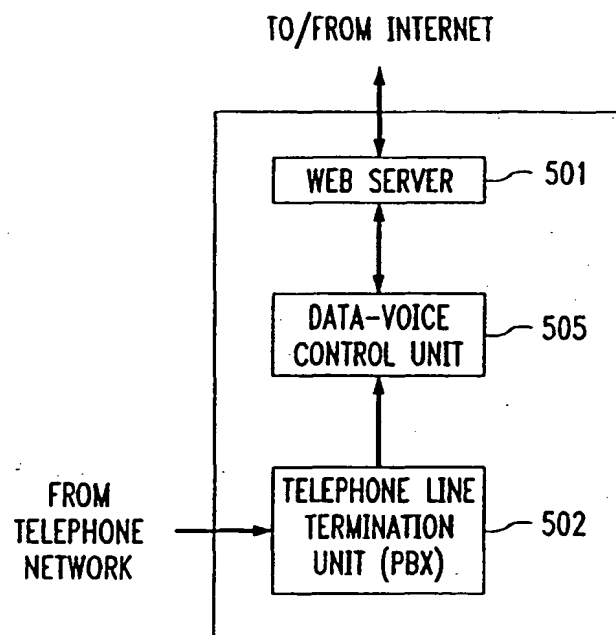 TO/FROM INTERNET
WEB SERVER
501
DATA-VOICE
CONTROL UNIT
505
FROM
TELEPHONE
NETWORK
TELEPHONE LINE
TERMINATION
UNIT (PBX)
502